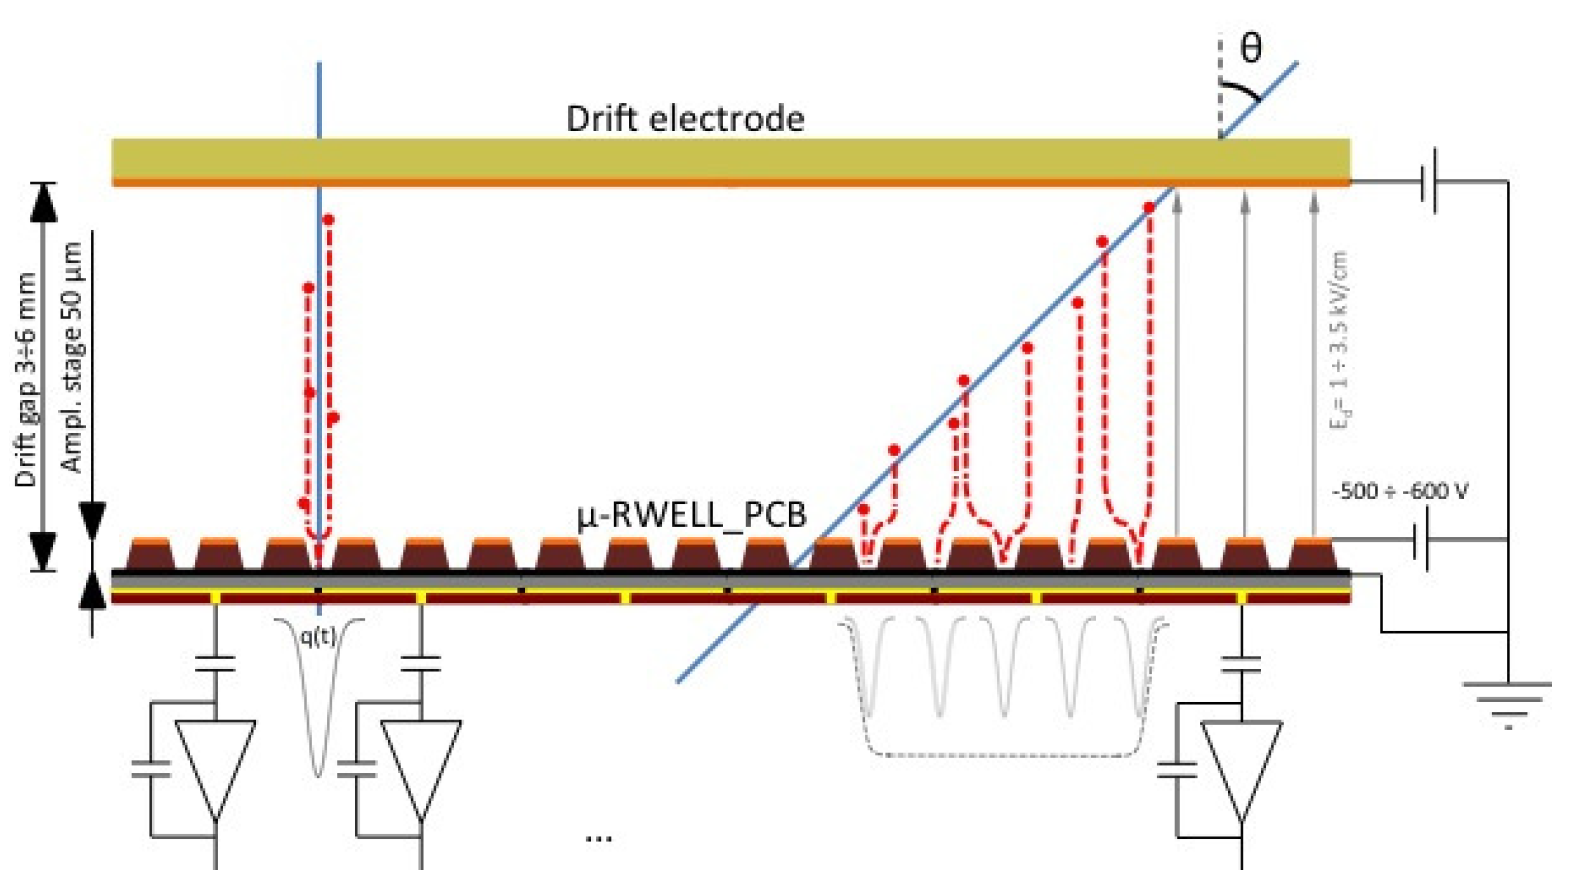 θ
Drift electrode
Drift gap 3÷6 mm
Ampl. stage 50 µm
E_d= 1 ÷ 3.5 kV/cm
-500 ÷ -600 V
µ-RWELL_PCB
q(t)
...